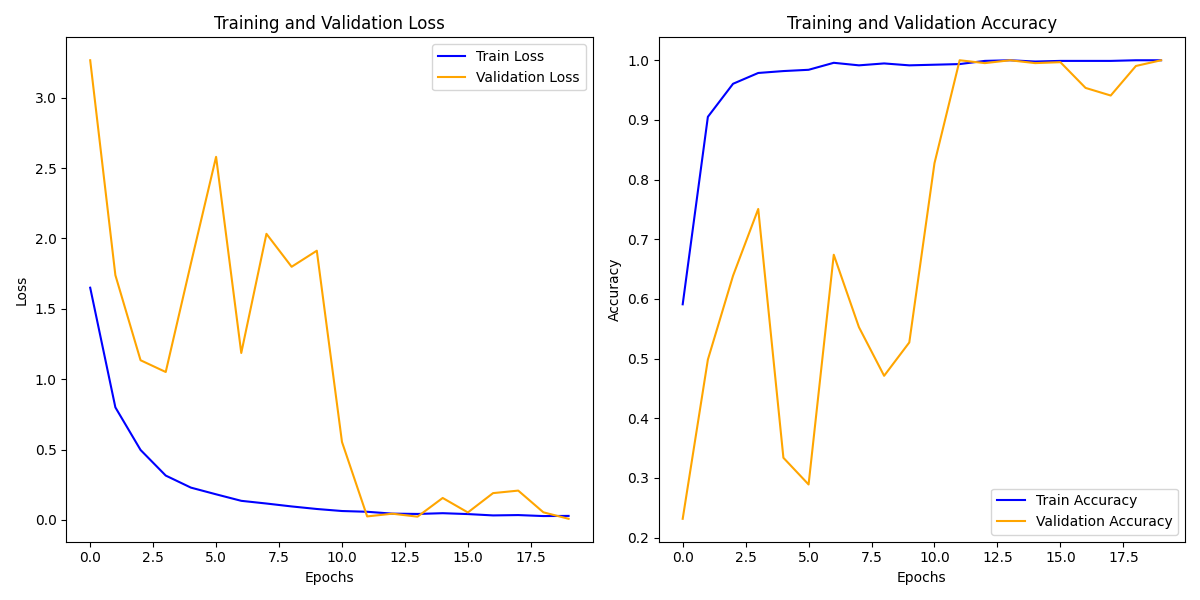 Training and Validation Loss
Train Loss
Validation Loss
3.0
2.5
2.0
1.5
1.0
0.5
0.0
Loss
0.0 2.5 5.0 7.5 10.0 12.5 15.0 17.5
Epochs
Training and Validation Accuracy
1.0
0.9
0.8
0.7
0.6
0.5
0.4
0.3
0.2
Accuracy
Train Accuracy
Validation Accuracy
0.0 2.5 5.0 7.5 10.0 12.5 15.0 17.5
Epochs